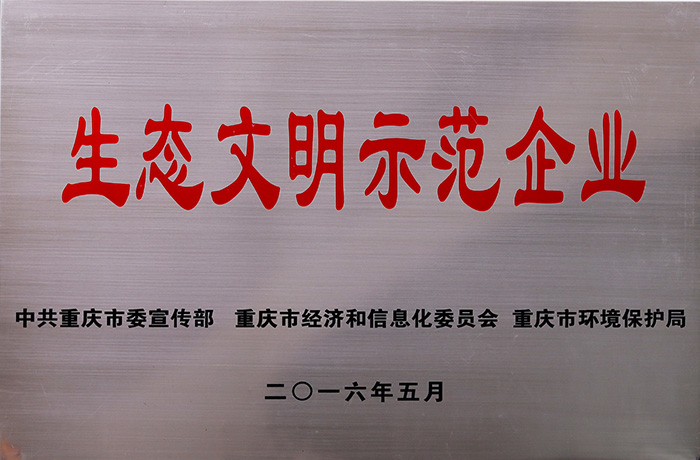 生态文明示范企业
中共重庆市委宣传部 重庆市经济和信息化委员会 重庆市环境保护局
二〇一六年五月